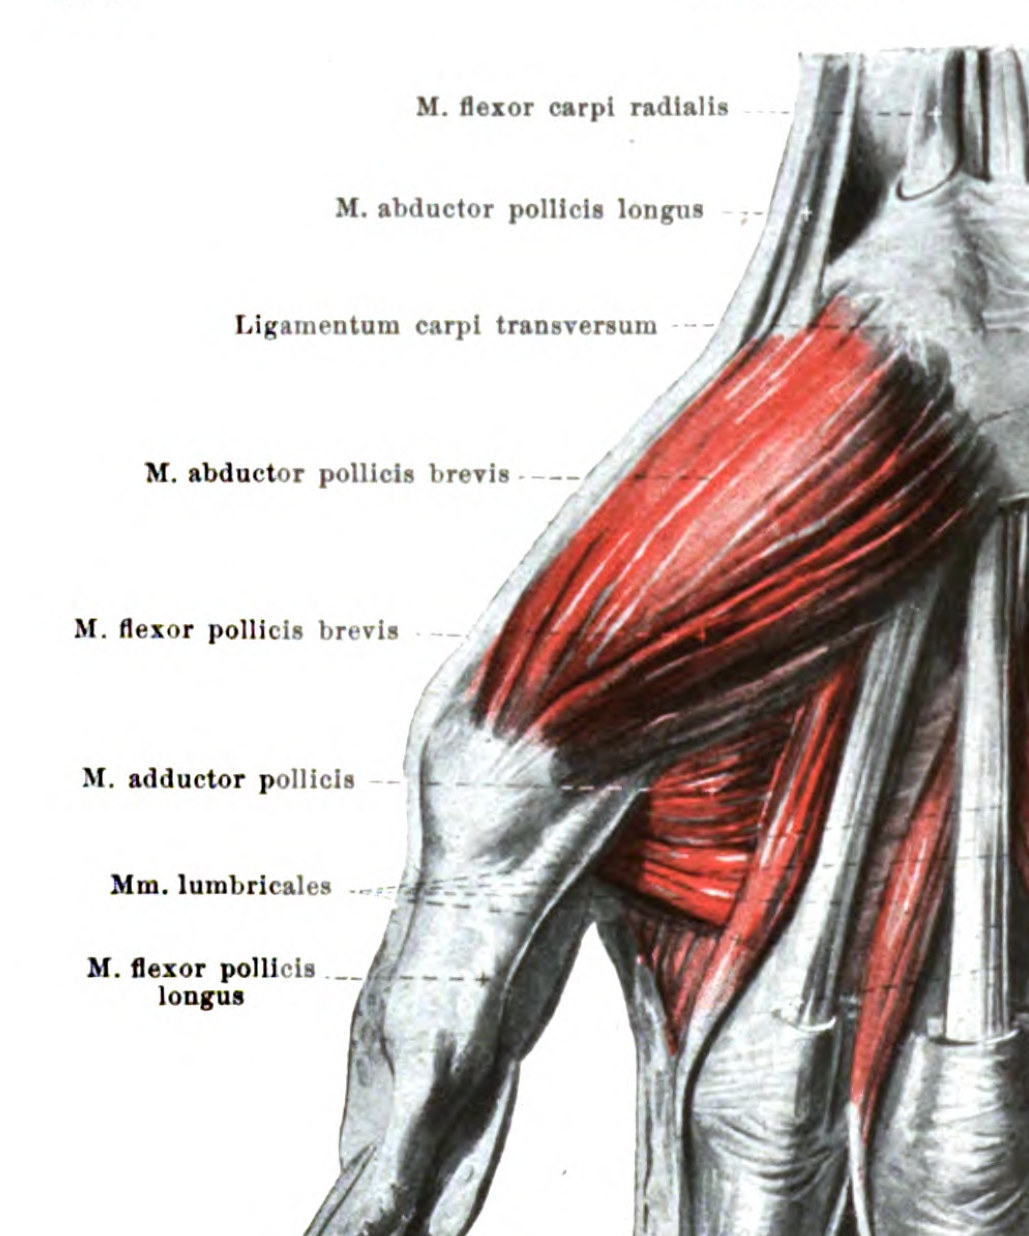 M. flexor carpi radialis
M. abductor pollicis longus
Ligamentum carpi transversum
M. abductor pollicis brevis
M. flexor pollicis brevis
M. adductor pollicis
Mm. lumbricales
M. flexor pollicis
longus